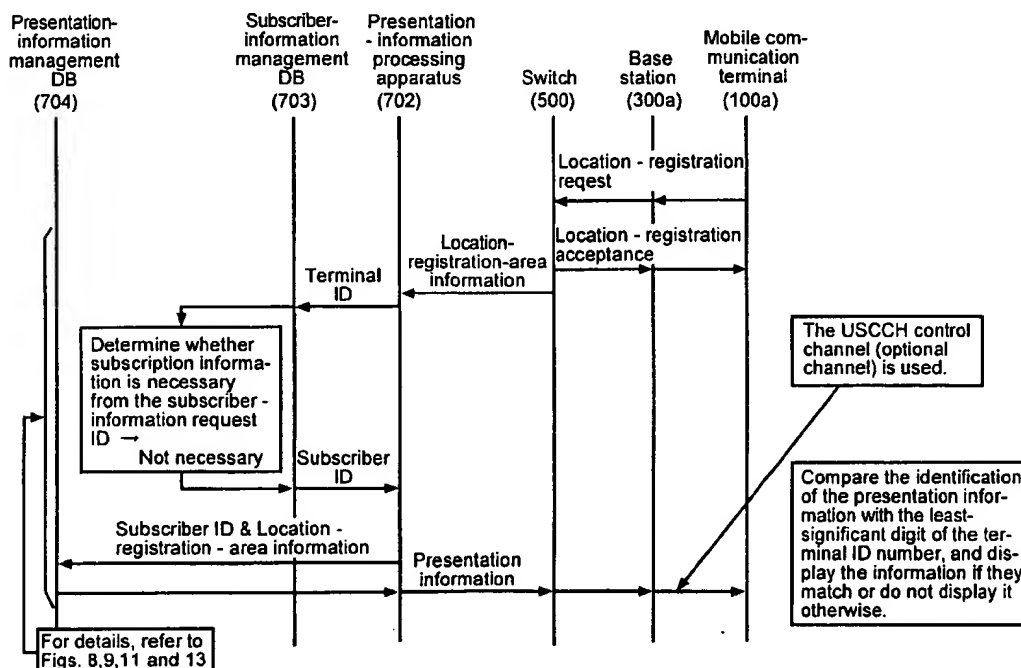 Presentation-
information
management
DB
(704)
Subscriber-
information
management
DB
(703)
Presentation
- information
processing
apparatus
(702)
Switch
(500)
Base
station
(300a)
Mobile com-
munication
terminal
(100a)
Location - registration
reqest
Location - registration
acceptance
Location-
registration-area
information
Terminal
ID
Determine whether
subscription informa-
tion is necessary
from the subscriber -
information request
ID →
Not necessary
Subscriber
ID
The USCCH control
channel (optional
channel) is used.
Compare the identification
of the presentation infor-
mation with the least-
significant digit of the ter-
minal ID number, and dis-
play the information if they
match or do not display it
otherwise.
Subscriber ID & Location -
registration - area information
Presentation
information
For details, refer to
Figs. 8,9,11 and 13